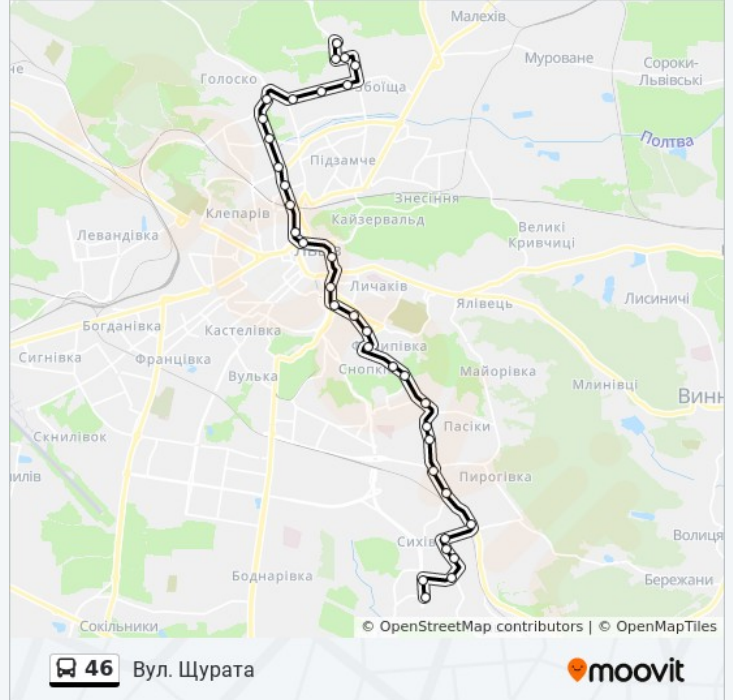 Малехів
Муроване
Сороки-
Львівські
Голоско
Збоїща
Полтва
Підзамче
Знесіння
Клепарів
Кайзервальд
Левандівка
Великі
Кривчиці
Львів
Личаків
Ялівець
Лисиничі
Богданівка
Кастелівка
Сигнівка
Францівка
Філипівка
Снопків
Вулька
Майорівка
Млинівці
Винн
Скнилівок
Пасіки
илів
Пирогівка
Сихів
Волиця
Боднарівка
Бережани
Сокільники
© OpenStreetMap contributors | © OpenMapTiles
46 Вул. Щурата
moovit